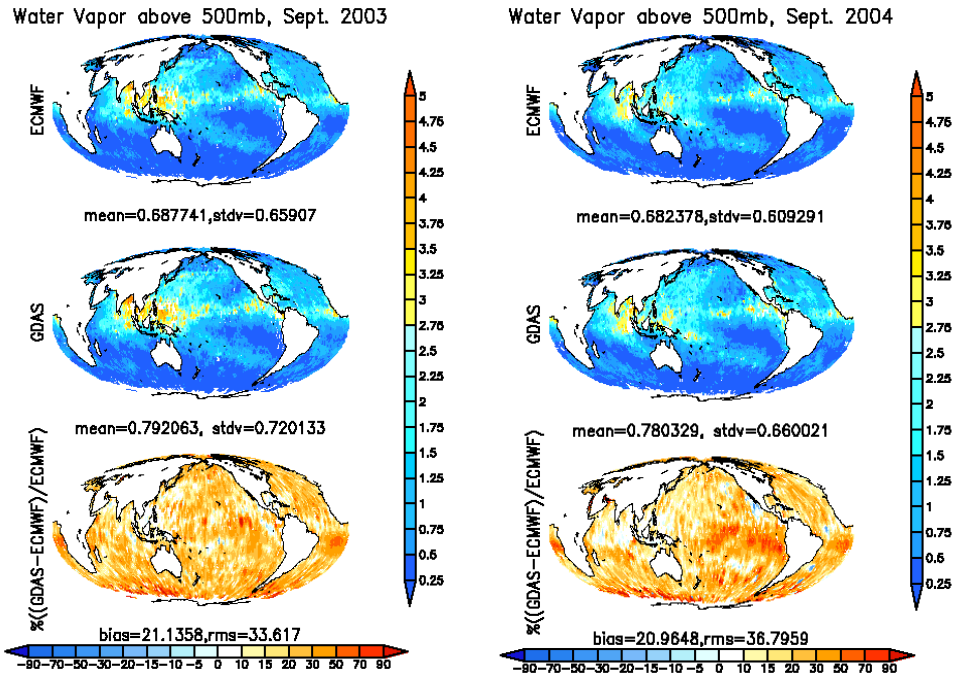 Water Vapor above 500mb, Sept. 2003
ECMWF
mean=0.687741,stdv=0.65907
GDAS
mean=0.792063, stdv=0.720133
%((GDAS-ECMWF)/ECMWF)
bias=21.1358,rms=33.617
5
4.75
4.5
4.25
4
3.75
3.5
3.25
3
2.75
2.5
2.25
2
1.75
1.5
1.25
1
0.75
0.5
0.25
-90 -70 -50 -30 -20 -15 -10 -5 0 10 15 20 30 50 70 90
Water Vapor above 500mb, Sept. 2004
ECMWF
mean=0.682378,stdv=0.609291
GDAS
mean=0.780329, stdv=0.660021
%((GDAS-ECMWF)/ECMWF)
bias=20.9648,rms=36.7959
5
4.75
4.5
4.25
4
3.75
3.5
3.25
3
2.75
2.5
2.25
2
1.75
1.5
1.25
1
0.75
0.5
0.25
-90 -70 -50 -30 -20 -15 -10 -5 0 10 15 20 30 50 70 90